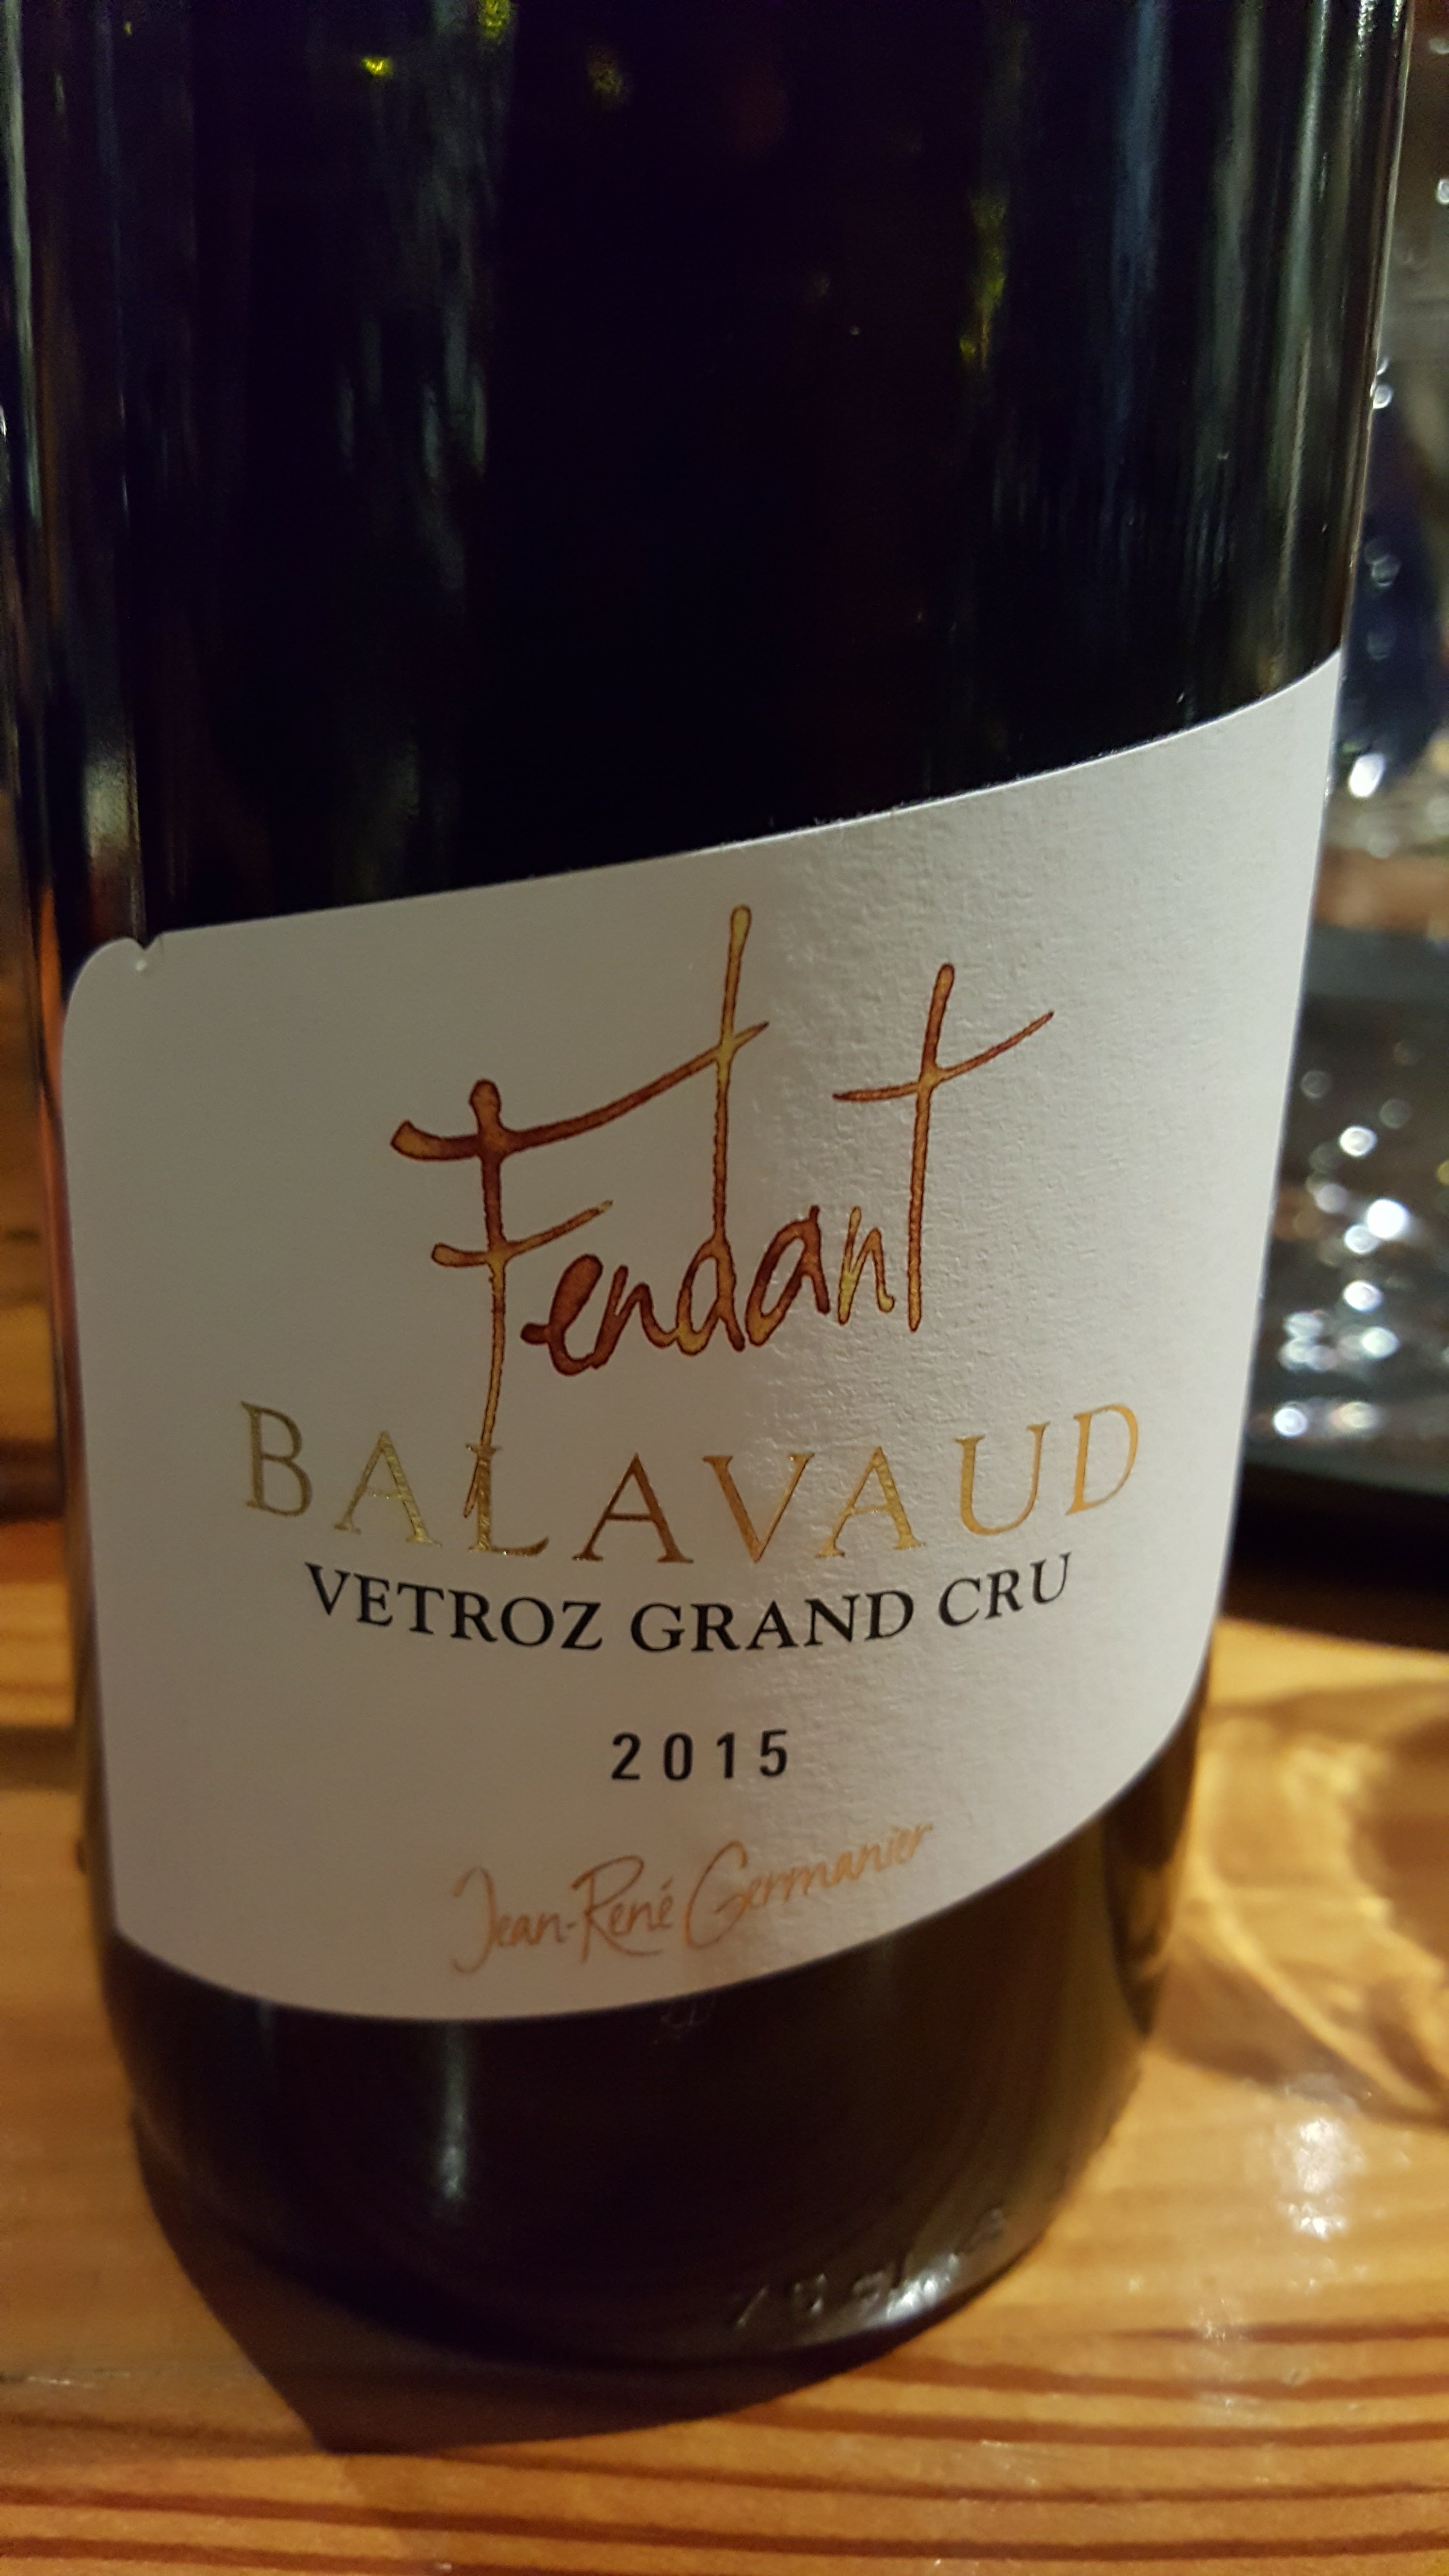 Fendant
BALAVAUD
VETROZ GRAND CRU
2015
Jean-René Germanier